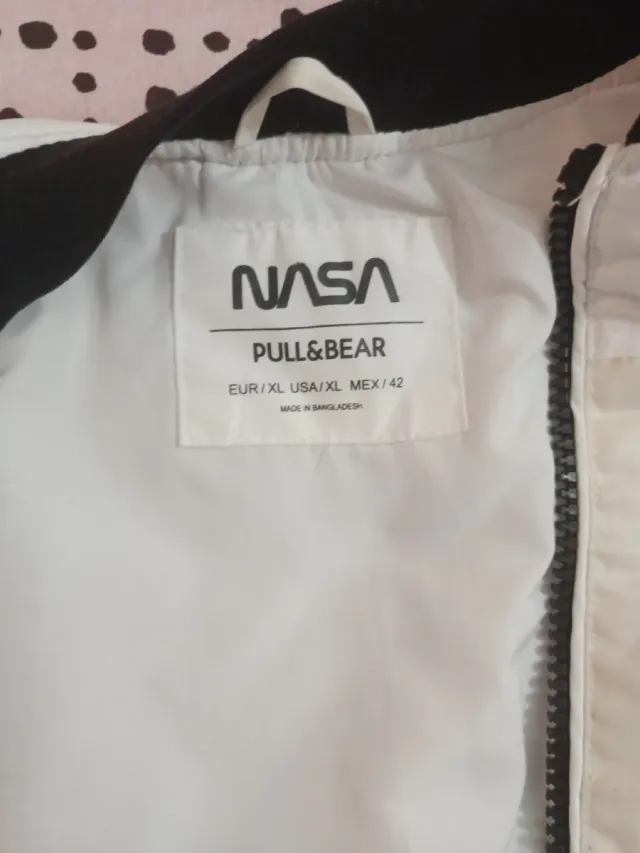 NASA
PULL&BEAR
EUR/XL USA/XL MEX/42
MADE IN BANGLADESH